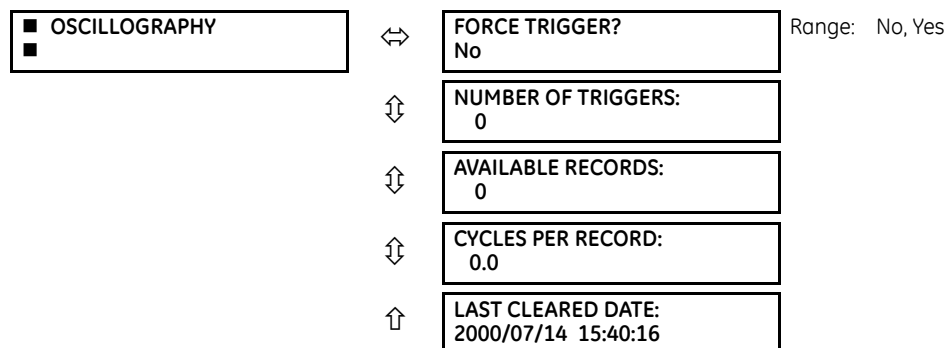 ■ OSCILLOGRAPHY
■
⇔
FORCE TRIGGER?
No
Range: No, Yes
⇕
NUMBER OF TRIGGERS:
0
⇕
AVAILABLE RECORDS:
0
⇕
CYCLES PER RECORD:
0.0
⇑
LAST CLEARED DATE:
2000/07/14 15:40:16